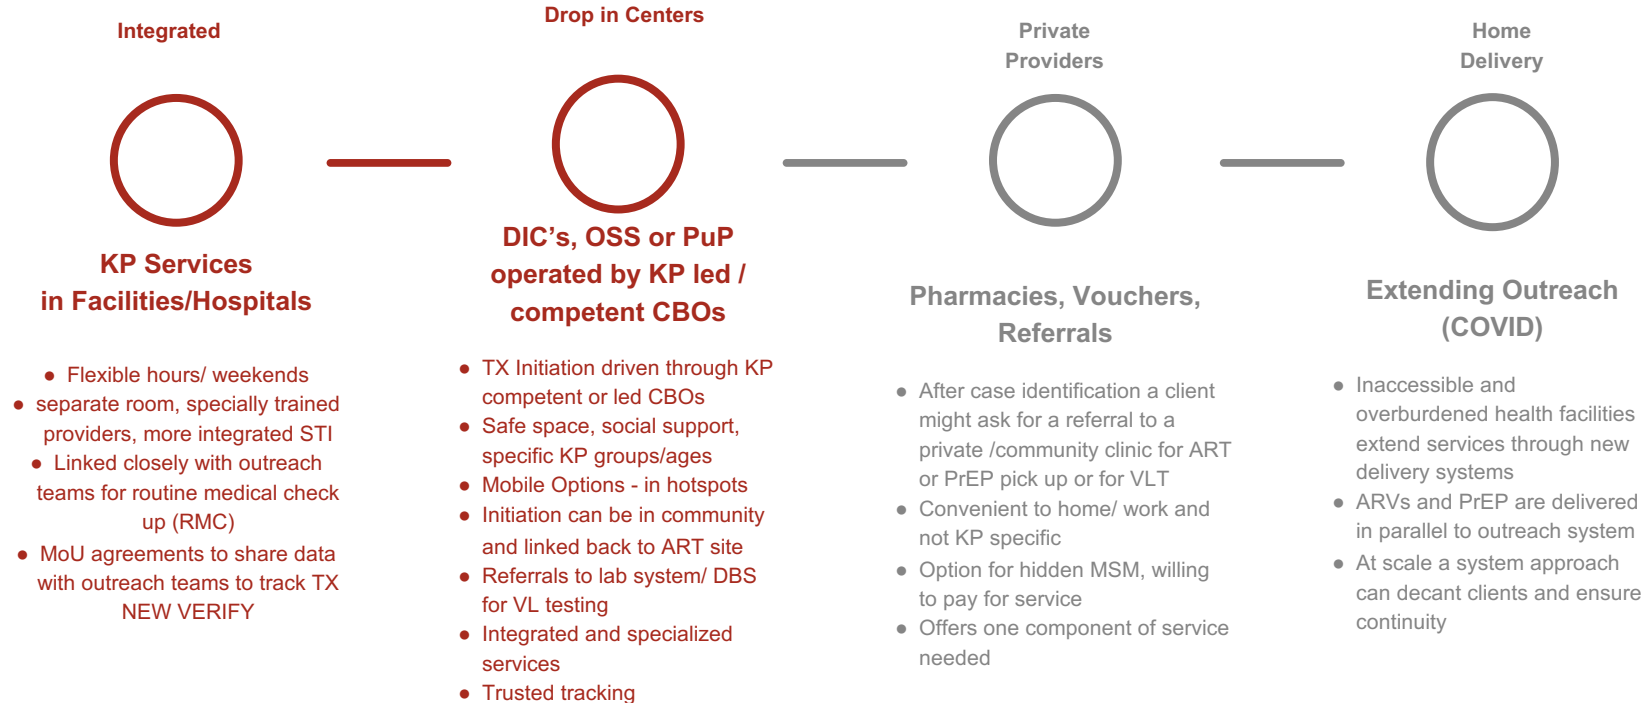 Integrated
KP Services
in Facilities/Hospitals
● Flexible hours/ weekends
● separate room, specially trained
providers, more integrated STI
● Linked closely with outreach
teams for routine medical check
up (RMC)
● MoU agreements to share data
with outreach teams to track TX
NEW VERIFY
Drop in Centers
DIC's, OSS or PuP
operated by KP led /
competent CBOs
● TX Initiation driven through KP
competent or led CBOs
● Safe space, social support,
specific KP groups/ages
● Mobile Options - in hotspots
● Initiation can be in community
and linked back to ART site
● Referrals to lab system/ DBS
for VL testing
● Integrated and specialized
services
● Trusted tracking
Private
Providers
Pharmacies, Vouchers,
Referrals
● After case identification a client
might ask for a referral to a
private /community clinic for ART
or PrEP pick up or for VLT
● Convenient to home/ work and
not KP specific
● Option for hidden MSM, willing
to pay for service
● Offers one component of service
needed
Home
Delivery
Extending Outreach
(COVID)
● Inaccessible and
overburdened health facilities
extend services through new
delivery systems
● ARVs and PrEP are delivered
in parallel to outreach system
● At scale a system approach
can decant clients and ensure
continuity